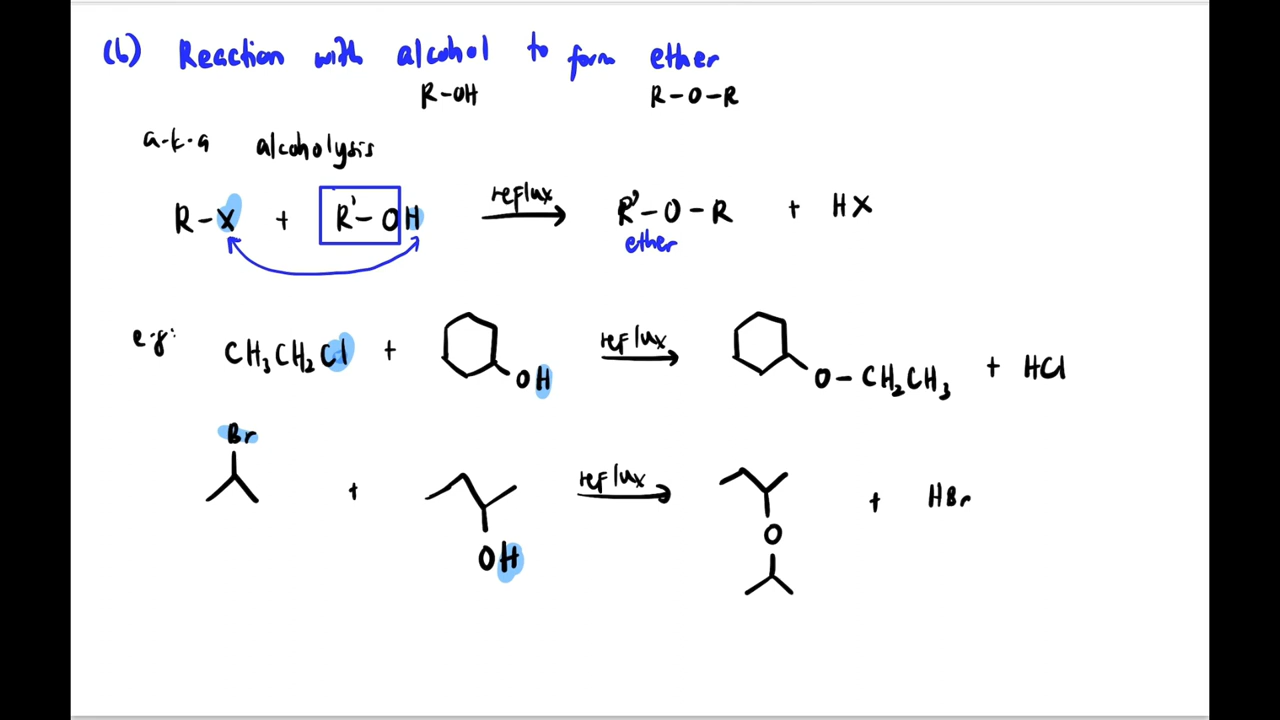 (b) Reaction with alcohol to form ether
R-OH R-O-R
a.k.a alcoholysis
R-X + R'-OH reflux R'-O-R + HX
ether
e.g: CH₃CH₂Cl + OH reflux O-CH₂CH₃ + HCl
Br + OH reflux O + HBr